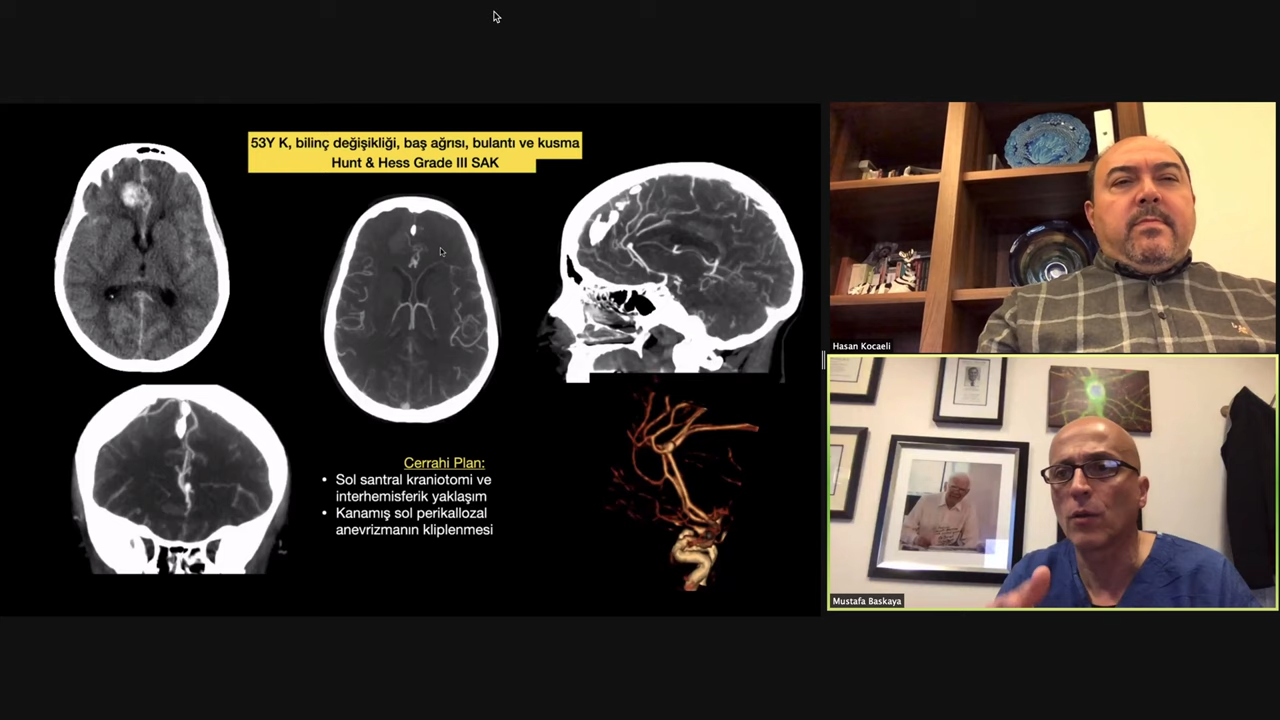 53Y K, bilinç değişikliği, baş ağrısı, bulantı ve kusma
Hunt & Hess Grade III SAK
Cerrahi Plan:
• Sol santral kraniotomi ve
interhemisferik yaklaşım
• Kanamış sol perikallozal
anevrizmanın kliplenmesi
Hasan Kocaeli
Mustafa Baskaya